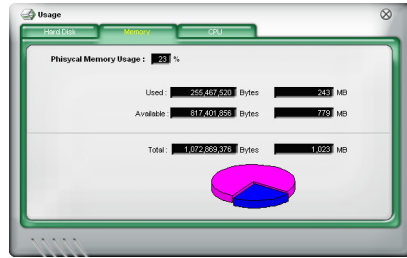 Usage
Hard Disk Memory CPU
Phisycal Memory Usage : 23 %
Used : 255,467,520 Bytes 243 MB
Available : 817,401,856 Bytes 779 MB
Total : 1,072,869,376 Bytes 1,023 MB